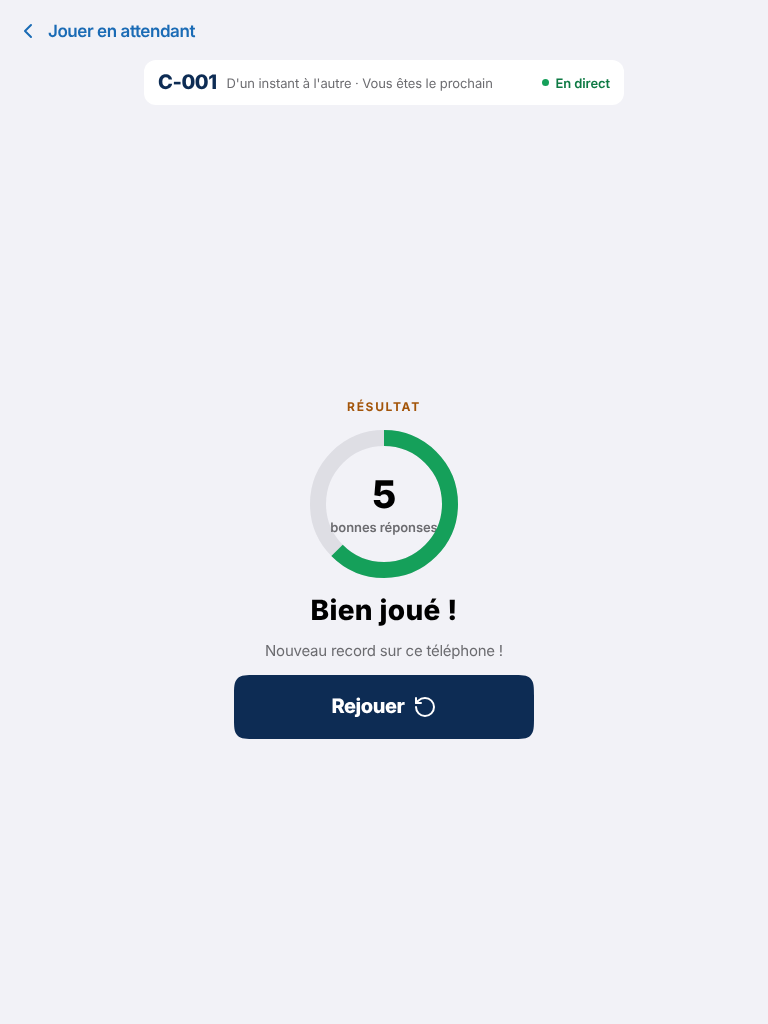 Jouer en attendant
C-001 D'un instant à l'autre · Vous êtes le prochain En direct
RÉSULTAT
5
bonnes réponses
Bien joué !
Nouveau record sur ce téléphone !
Rejouer